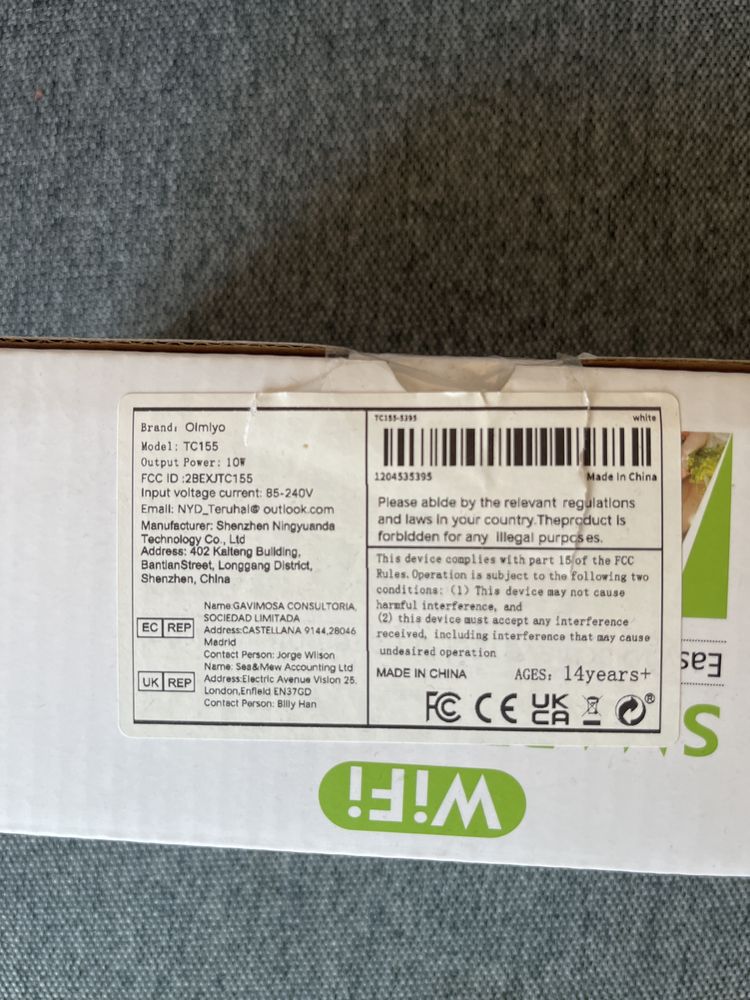 Brand: Olmiyo
Model: TC155
Output Power: 10W
FCC ID :2BEXJTC155
Input voltage current: 85-240V
Email: NYD_Teruhai@ outlook.com
Manufacturer: Shenzhen Ningyuanda
Technology Co., Ltd
Address: 402 Kaiteng Building,
BantianStreet, Longgang District,
Shenzhen, China
EC REP
Name:GAVIMOSA CONSULTORIA,
SOCIEDAD LIMITADA
Address:CASTELLANA 9144,28046
Madrid
Contact Person: Jorge Wilson
UK REP
Name: Sea&Mew Accounting Ltd
Address:Electric Avenue Vision 25,
London,Enfield EN37GD
Contact Person: Billy Han
TC155-5395 white
1204535395 Made in China
Please abide by the relevant regulations
and laws in your country.Theproduct is
forbidden for any illegal purposes.
This device complies with part 15 of the FCC
Rules. Operation is subject to the following two
conditions: (1) This device may not cause
harmful interference, and
(2) this device must accept any interference
received, including interference that may cause
undesired operation
MADE IN CHINA AGES: 14years+
FC CE UK
CA ®
Eas
S
WiFi